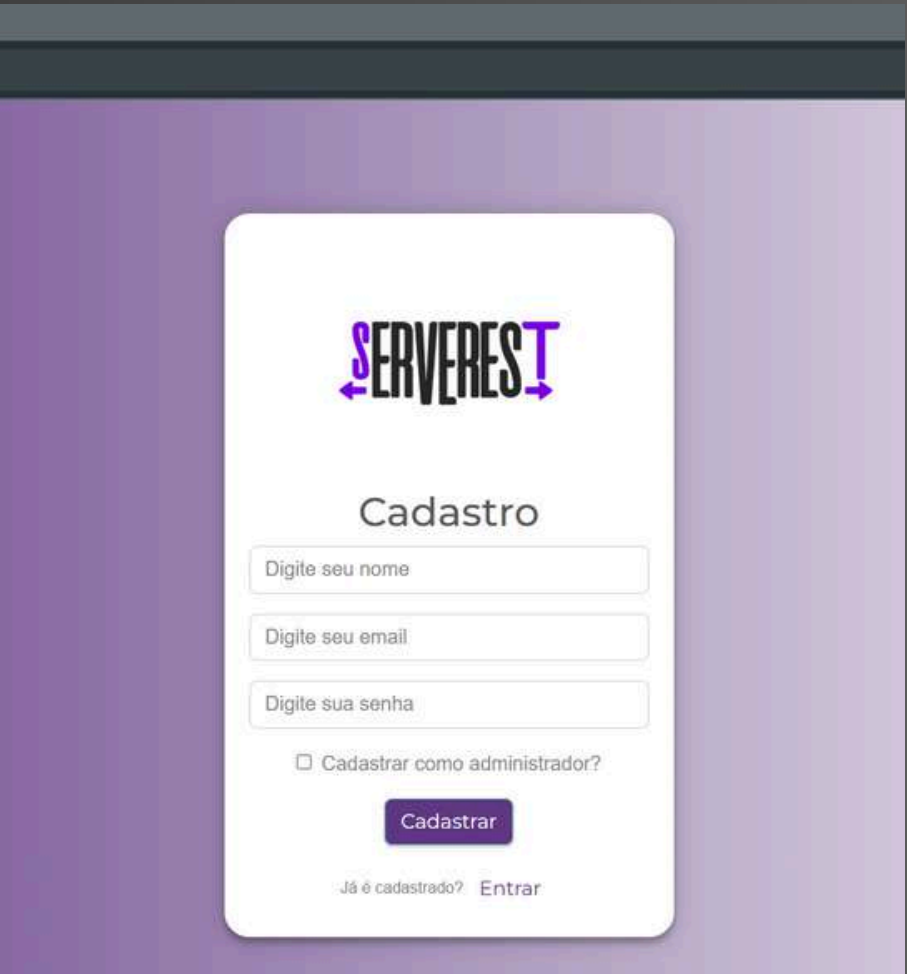 SERVEREST
Cadastro
Digite seu nome
Digite seu email
Digite sua senha
Cadastrar como administrador?
Cadastrar
Já é cadastrado? Entrar